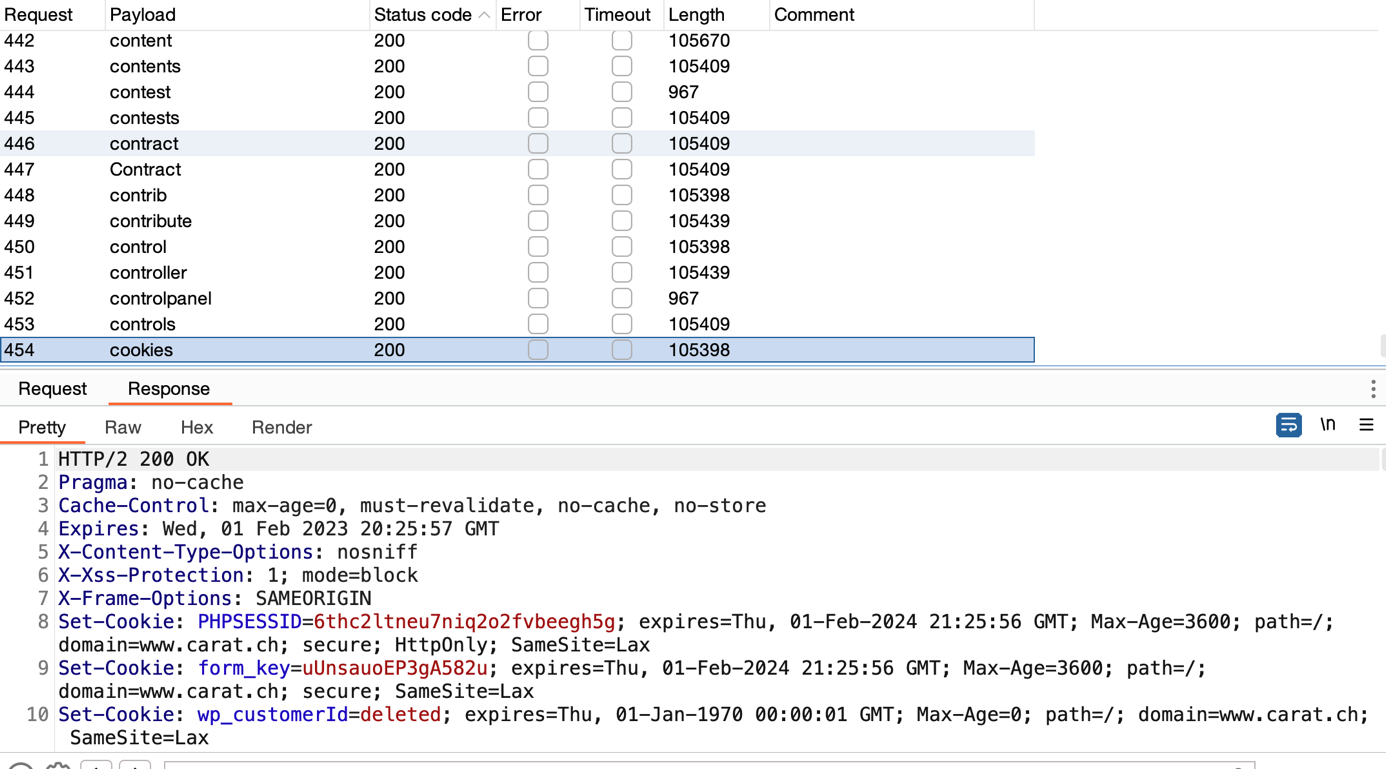 Request Payload Status code Error Timeout Length Comment
442 content 200 105670
443 contents 200 105409
444 contest 200 967
445 contests 200 105409
446 contract 200 105409
447 Contract 200 105409
448 contrib 200 105398
449 contribute 200 105439
450 control 200 105398
451 controller 200 105439
452 controlpanel 200 967
453 controls 200 105409
454 cookies 200 105398
Request Response
Pretty Raw Hex Render \n
1 HTTP/2 200 OK
2 Pragma: no-cache
3 Cache-Control: max-age=0, must-revalidate, no-cache, no-store
4 Expires: Wed, 01 Feb 2023 20:25:57 GMT
5 X-Content-Type-Options: nosniff
6 X-Xss-Protection: 1; mode=block
7 X-Frame-Options: SAMEORIGIN
8 Set-Cookie: PHPSESSID=6thc2ltneu7niq2o2fvbeegh5g; expires=Thu, 01-Feb-2024 21:25:56 GMT; Max-Age=3600; path=/;
domain=www.carat.ch; secure; HttpOnly; SameSite=Lax
9 Set-Cookie: form_key=uUnsauoEP3gA582u; expires=Thu, 01-Feb-2024 21:25:56 GMT; Max-Age=3600; path=/;
domain=www.carat.ch; secure; SameSite=Lax
10 Set-Cookie: wp_customerId=deleted; expires=Thu, 01-Jan-1970 00:00:01 GMT; Max-Age=0; path=/; domain=www.carat.ch;
SameSite=Lax